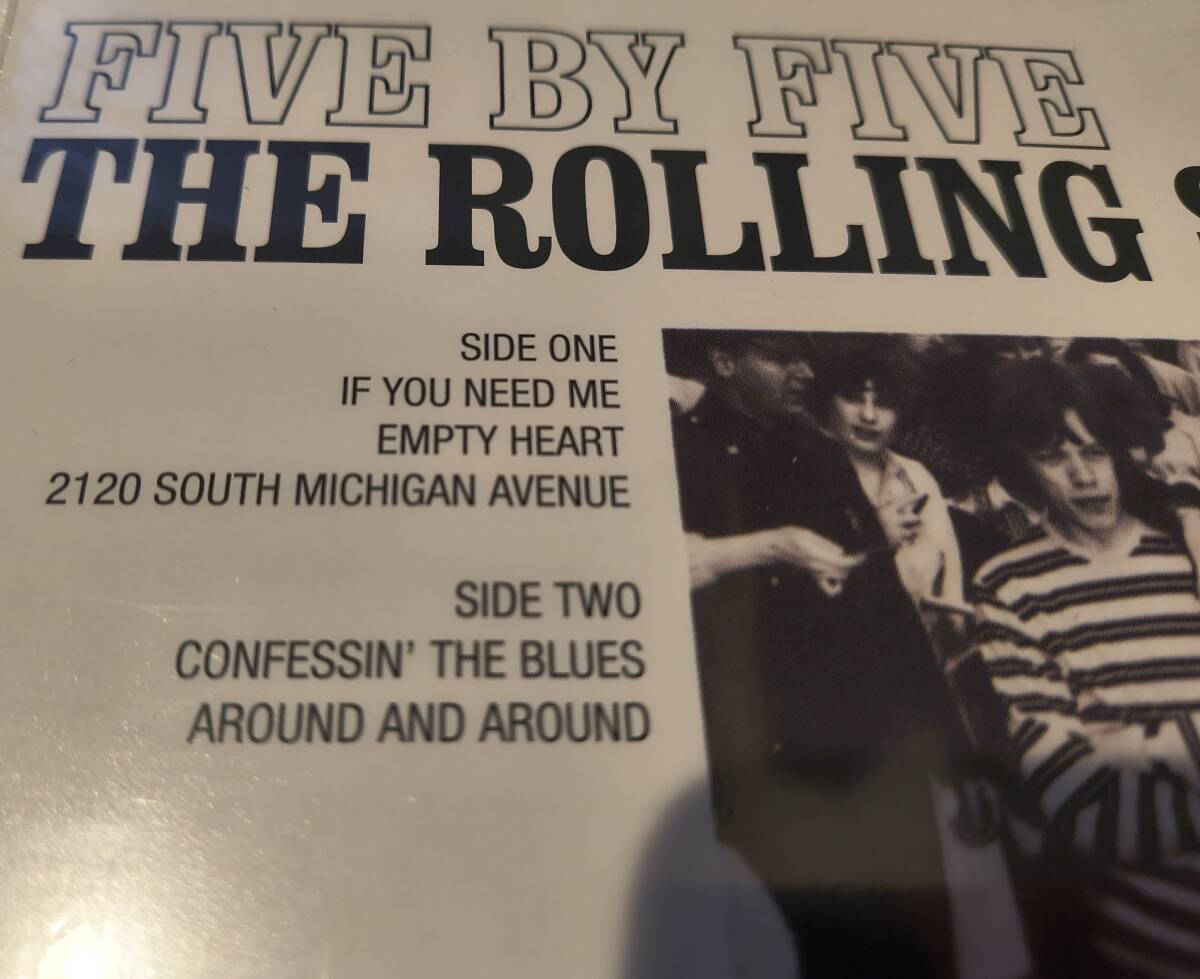 FIVE BY FIVE
THE ROLLING
SIDE ONE
IF YOU NEED ME
EMPTY HEART
2120 SOUTH MICHIGAN AVENUE
SIDE TWO
CONFESSIN' THE BLUES
AROUND AND AROUND